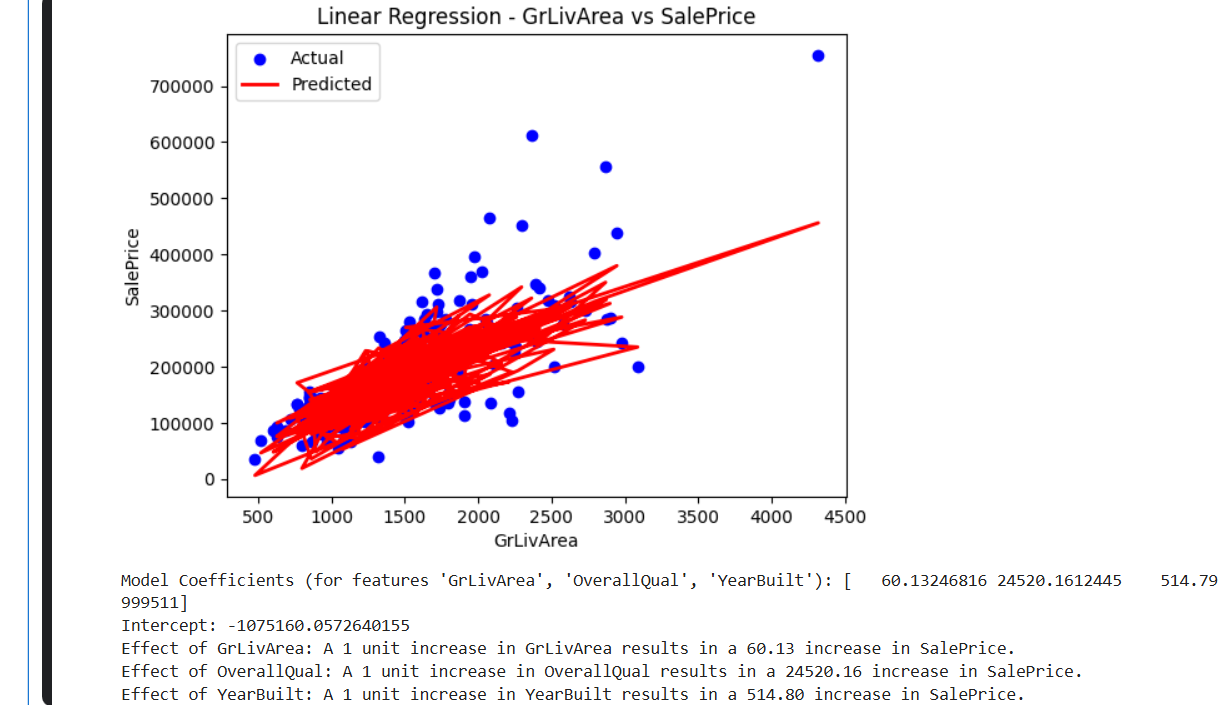 Linear Regression - GrLivArea vs SalePrice
Actual
Predicted
700000
600000
500000
400000
300000
200000
100000
0
SalePrice
500 1000 1500 2000 2500 3000 3500 4000 4500
GrLivArea
Model Coefficients (for features 'GrLivArea', 'OverallQual', 'YearBuilt'): [   60.13246816 24520.1612445    514.79
999511]
Intercept: -1075160.0572640155
Effect of GrLivArea: A 1 unit increase in GrLivArea results in a 60.13 increase in SalePrice.
Effect of OverallQual: A 1 unit increase in OverallQual results in a 24520.16 increase in SalePrice.
Effect of YearBuilt: A 1 unit increase in YearBuilt results in a 514.80 increase in SalePrice.